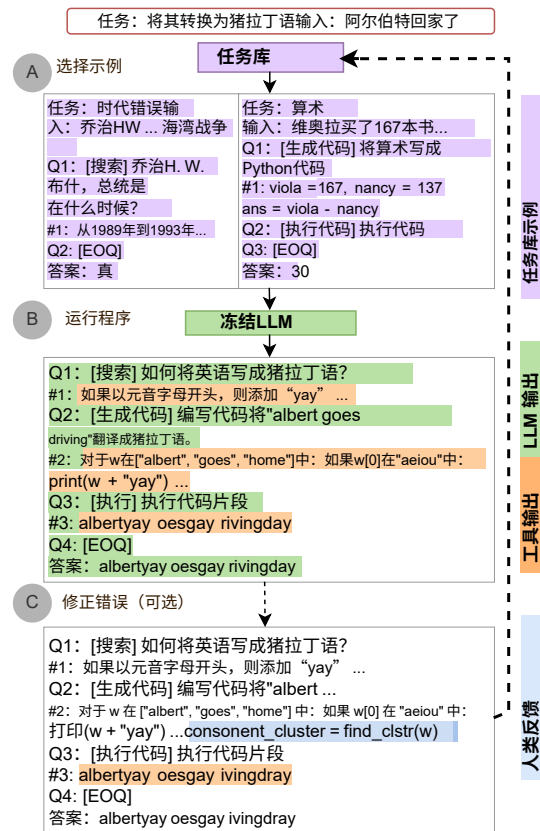 任务：将其转换为猪拉丁语输入：阿尔伯特回家了
A
选择示例
任务库
任务：时代错误输
入：乔治HW ... 海湾战争
Q1：[搜索] 乔治H. W.
布什，总统是
在什么时候？
#1：从1989年到1993年...
Q2: [EOQ]
答案：真
任务：算术
输入：维奥拉买了167本书...
Q1：[生成代码] 将算术写成
Python代码
#1: viola =167, nancy = 137
ans = viola - nancy
Q2：[执行代码] 执行代码
Q3: [EOQ]
答案：30
任务库示例
B
运行程序
冻结LLM
Q1：[搜索] 如何将英语写成猪拉丁语？
#1：如果以元音字母开头，则添加“yay” ...
Q2：[生成代码] 编写代码将"albert goes
driving"翻译成猪拉丁语。
#2：对于w在["albert", "goes", "home"]中：如果w[0]在"aeiou"中：
print(w + "yay") ...
Q3：[执行] 执行代码片段
#3: albertyay oesgay rivingday
Q4: [EOQ]
答案：albertyay oesgay rivingday
LLM 输出
工具输出
C
修正错误（可选）
Q1：[搜索] 如何将英语写成猪拉丁语？
#1：如果以元音字母开头，则添加“yay” ...
Q2：[生成代码] 编写代码将"albert ...
#2：对于 w 在 ["albert", "goes", "home"] 中：如果 w[0] 在 "aeiou" 中：
打印(w + "yay") ...consonent_cluster = find_clstr(w)
Q3：[执行代码] 执行代码片段
#3: albertyay oesgay ivingdray
Q4: [EOQ]
答案：albertyay oesgay ivingdray
人类反馈